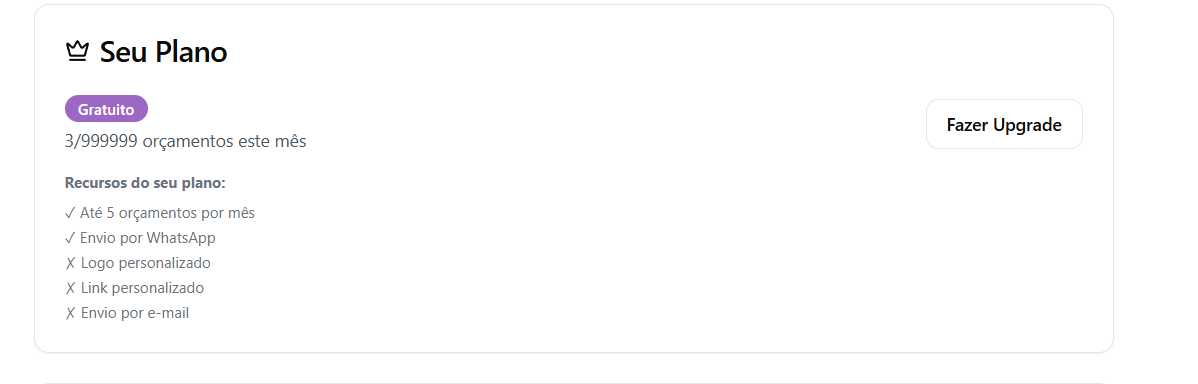 Seu Plano
Gratuito
3/999999 orçamentos este mês
Fazer Upgrade
Recursos do seu plano:
✓ Até 5 orçamentos por mês
✓ Envio por WhatsApp
✗ Logo personalizado
✗ Link personalizado
✗ Envio por e-mail